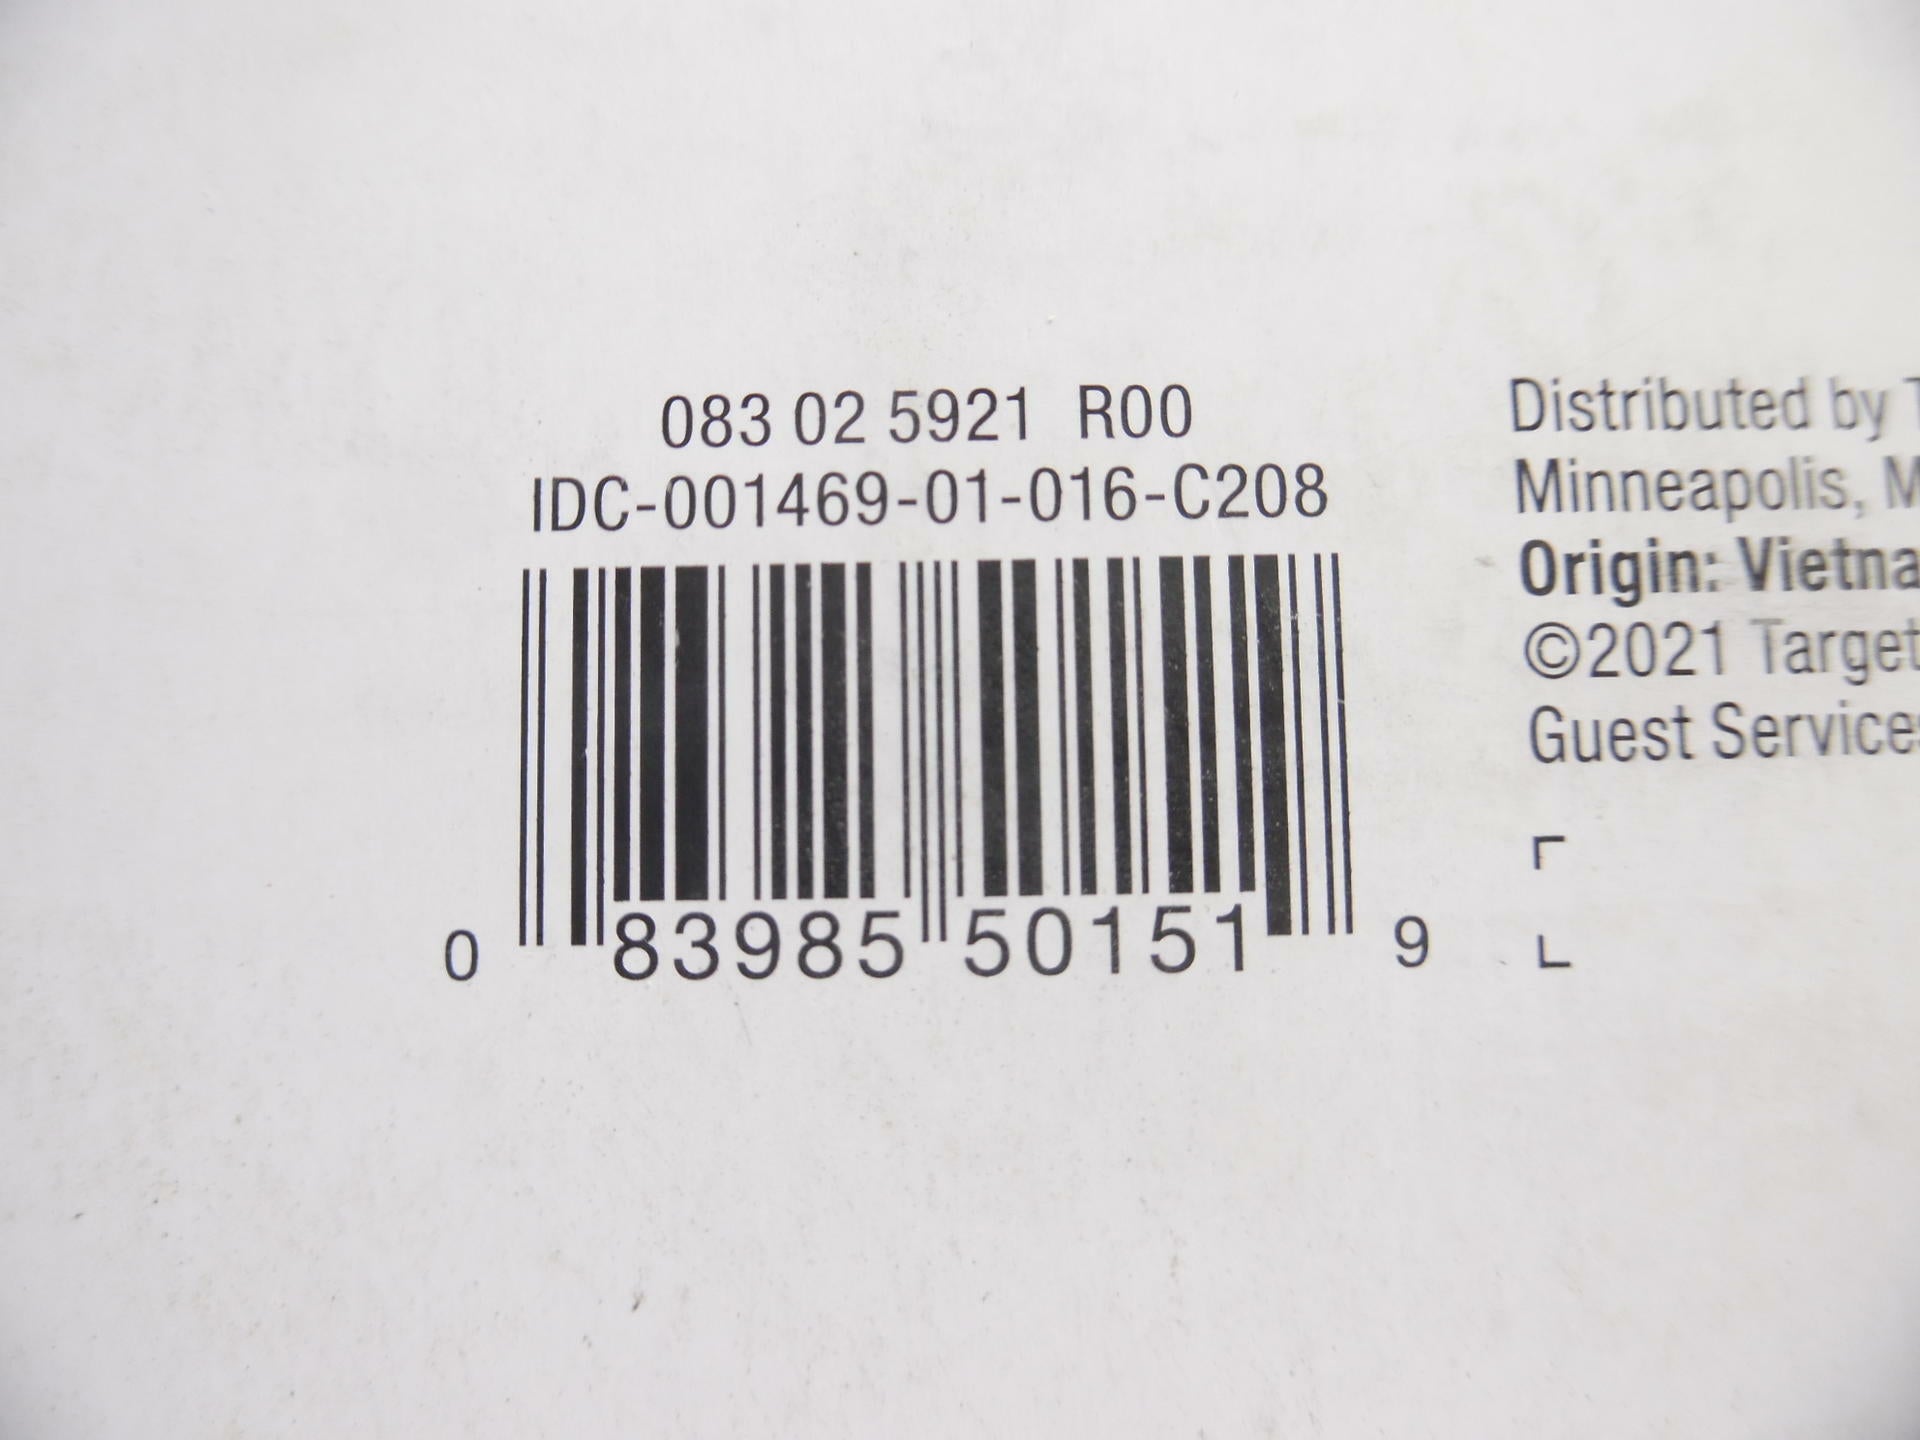 083 02 5921 R00
IDC-001469-01-016-C208
0 83985 50151 9
Distributed by
Minneapolis,
Origin:
©2021 Target
Guest